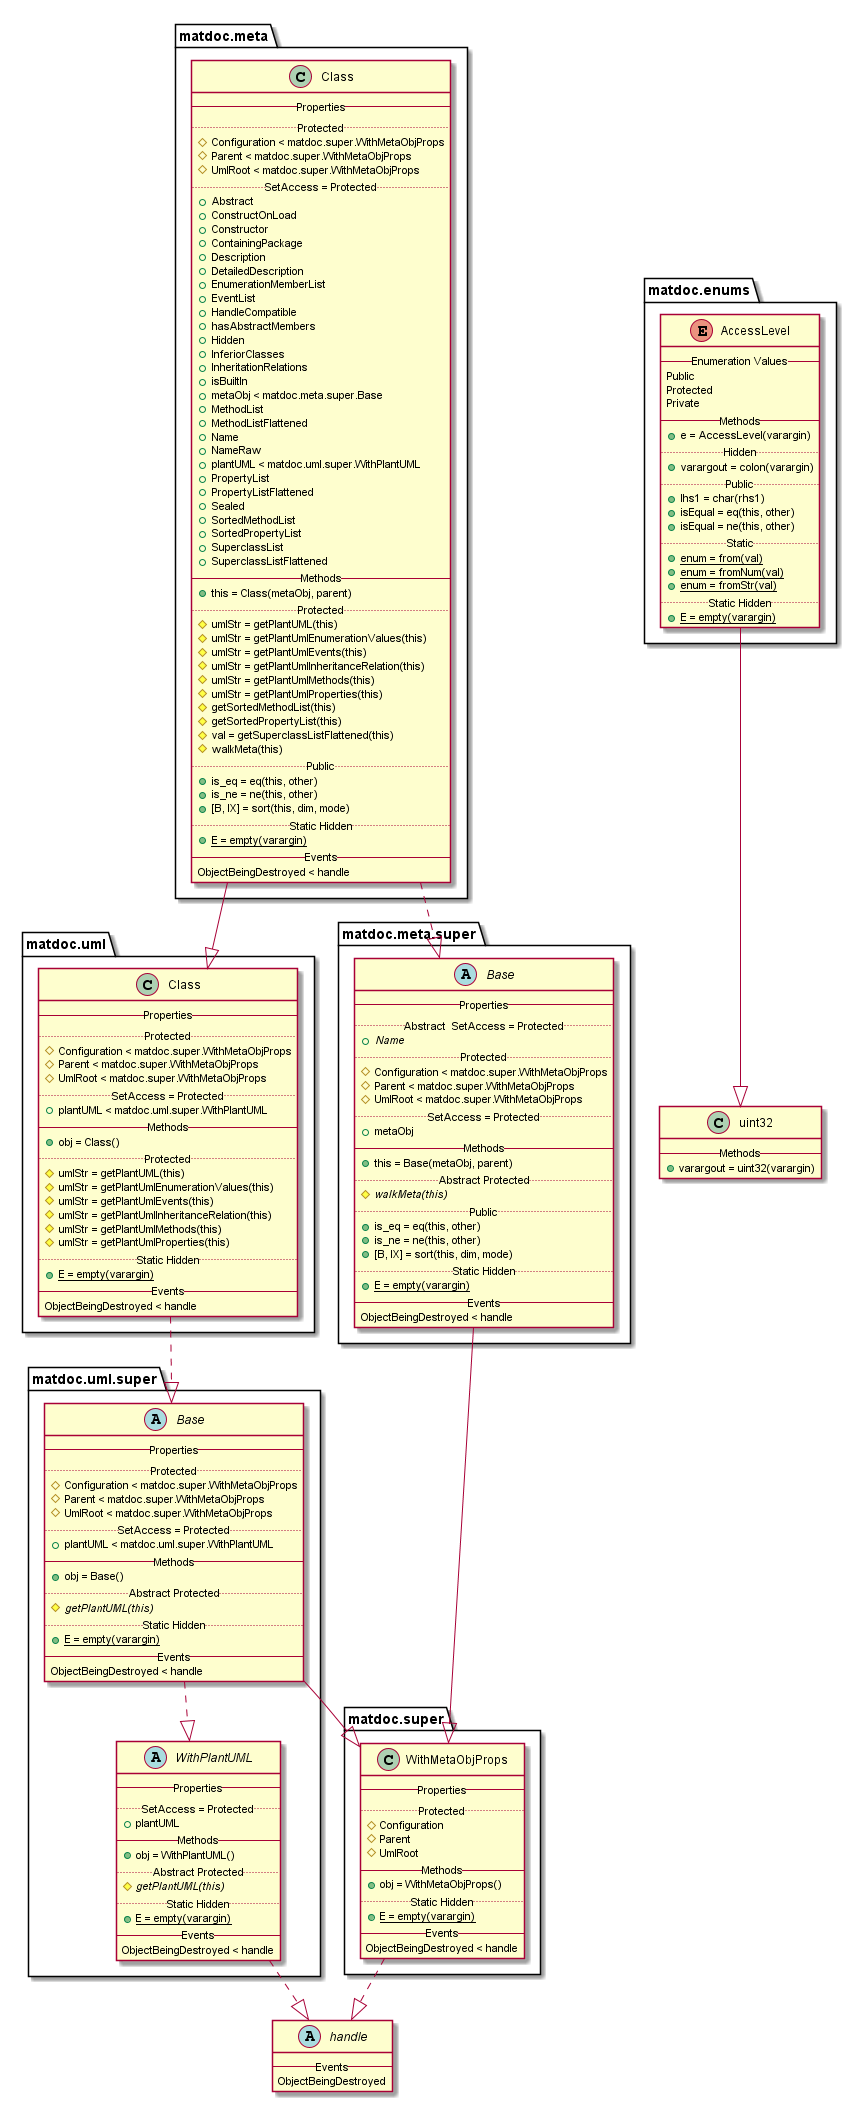 matdoc.meta
C Class
Properties
Protected
Configuration < matdoc.super.WithMetaObjProps
Parent < matdoc.super.WithMetaObjProps
UmlRoot < matdoc.super.WithMetaObjProps
SetAccess = Protected
Abstract
ConstructOnLoad
Constructor
ContainingPackage
Description
DetailedDescription
EnumerationMemberList
EventList
HandleCompatible
hasAbstractMembers
Hidden
InferiorClasses
InheritationRelations
isBuiltIn
metaObj < matdoc.meta.super.Base
MethodList
MethodListFlattened
Name
NameRaw
plantUML < matdoc.uml.super.WithPlantUML
PropertyList
PropertyListFlattened
Sealed
SortedMethodList
SortedPropertyList
SuperclassList
SuperclassListFlattened
Methods
this = Class(metaObj, parent)
Protected
umlStr = getPlantUML(this)
umlStr = getPlantUmlEnumerationValues(this)
umlStr = getPlantUmlEvents(this)
umlStr = getPlantUmlInheritanceRelation(this)
umlStr = getPlantUmlMethods(this)
umlStr = getPlantUmlProperties(this)
getSortedMethodList(this)
getSortedPropertyList(this)
val = getSuperclassListFlattened(this)
walkMeta(this)
Public
is_eq = eq(this, other)
is_ne = ne(this, other)
[B, IX] = sort(this, dim, mode)
Static Hidden
E = empty(varargin)
Events
ObjectBeingDestroyed < handle
matdoc.enums
E AccessLevel
Enumeration Values
Public
Protected
Private
Methods
e = AccessLevel(varargin)
Hidden
varargout = colon(varargin)
Public
lhs1 = char(rhs1)
isEqual = eq(this, other)
isEqual = ne(this, other)
Static
enum = from(val)
enum = fromNum(val)
enum = fromStr(val)
Static Hidden
E = empty(varargin)
matdoc.uml
C Class
Properties
Protected
Configuration < matdoc.super.WithMetaObjProps
Parent < matdoc.super.WithMetaObjProps
UmlRoot < matdoc.super.WithMetaObjProps
SetAccess = Protected
plantUML < matdoc.uml.super.WithPlantUML
Methods
obj = Class()
Protected
umlStr = getPlantUML(this)
umlStr = getPlantUmlEnumerationValues(this)
umlStr = getPlantUmlEvents(this)
umlStr = getPlantUmlInheritanceRelation(this)
umlStr = getPlantUmlMethods(this)
umlStr = getPlantUmlProperties(this)
Static Hidden
E = empty(varargin)
Events
ObjectBeingDestroyed < handle
matdoc.meta.super
A Base
Properties
Abstract SetAccess = Protected
Name
Protected
Configuration < matdoc.super.WithMetaObjProps
Parent < matdoc.super.WithMetaObjProps
UmlRoot < matdoc.super.WithMetaObjProps
SetAccess = Protected
metaObj
Methods
this = Base(metaObj, parent)
Abstract Protected
walkMeta(this)
Public
is_eq = eq(this, other)
is_ne = ne(this, other)
[B, IX] = sort(this, dim, mode)
Static Hidden
E = empty(varargin)
Events
ObjectBeingDestroyed < handle
C uint32
Methods
varargout = uint32(varargin)
matdoc.uml.super
A Base
Properties
Protected
Configuration < matdoc.super.WithMetaObjProps
Parent < matdoc.super.WithMetaObjProps
UmlRoot < matdoc.super.WithMetaObjProps
SetAccess = Protected
plantUML < matdoc.uml.super.WithPlantUML
Methods
obj = Base()
Abstract Protected
getPlantUML(this)
Static Hidden
E = empty(varargin)
Events
ObjectBeingDestroyed < handle
A WithPlantUML
Properties
SetAccess = Protected
plantUML
Methods
obj = WithPlantUML()
Abstract Protected
getPlantUML(this)
Static Hidden
E = empty(varargin)
Events
ObjectBeingDestroyed < handle
matdoc.super
C WithMetaObjProps
Properties
Protected
Configuration
Parent
UmlRoot
Methods
obj = WithMetaObjProps()
Static Hidden
E = empty(varargin)
Events
ObjectBeingDestroyed < handle
A handle
Events
ObjectBeingDestroyed